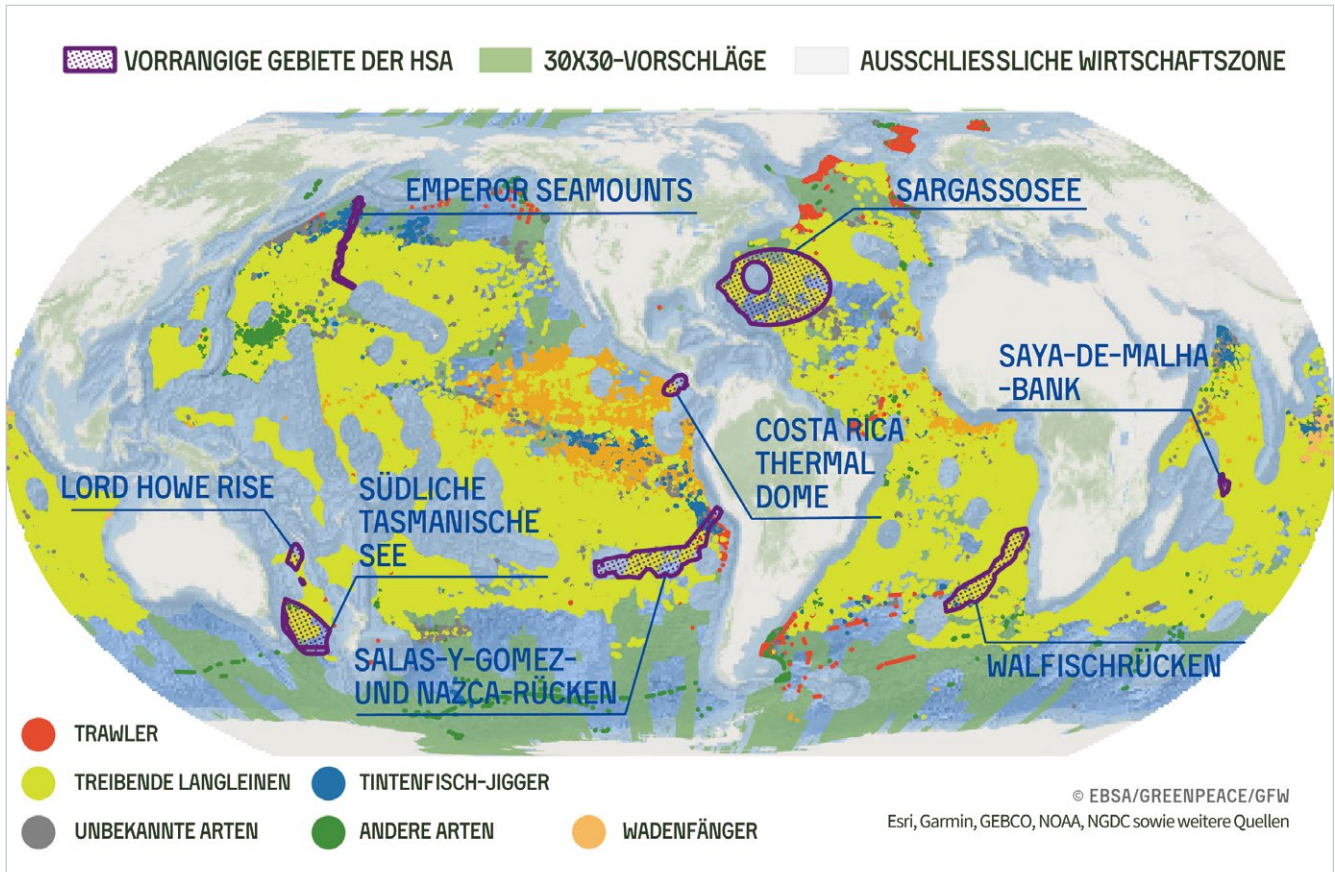 VORRANGIGE GEBIETE DER HSA
30X30-VORSCHLÄGE
AUSSCHLIESSLICHE WIRTSCHAFTSZONE
EMPEROR SEAMOUNTS
SARGASSOSEE
SAYA-DE-MALHA
-BANK
COSTA RICA
THERMAL
DOME
LORD HOWE RISE
SÜDLICHE
TASMANISCHE
SEE
SALAS-Y-GOMEZ-
UND NAZCA-RÜCKEN
WALFISCHRÜCKEN
TRAWLER
TREIBENDE LANGLEINEN
TINTENFISCH-JIGGER
UNBEKANNTE ARTEN
ANDERE ARTEN
WADENFÄNGER
© EBSA/GREENPEACE/GFW
Esri, Garmin, GEBCO, NOAA, NGDC sowie weitere Quellen